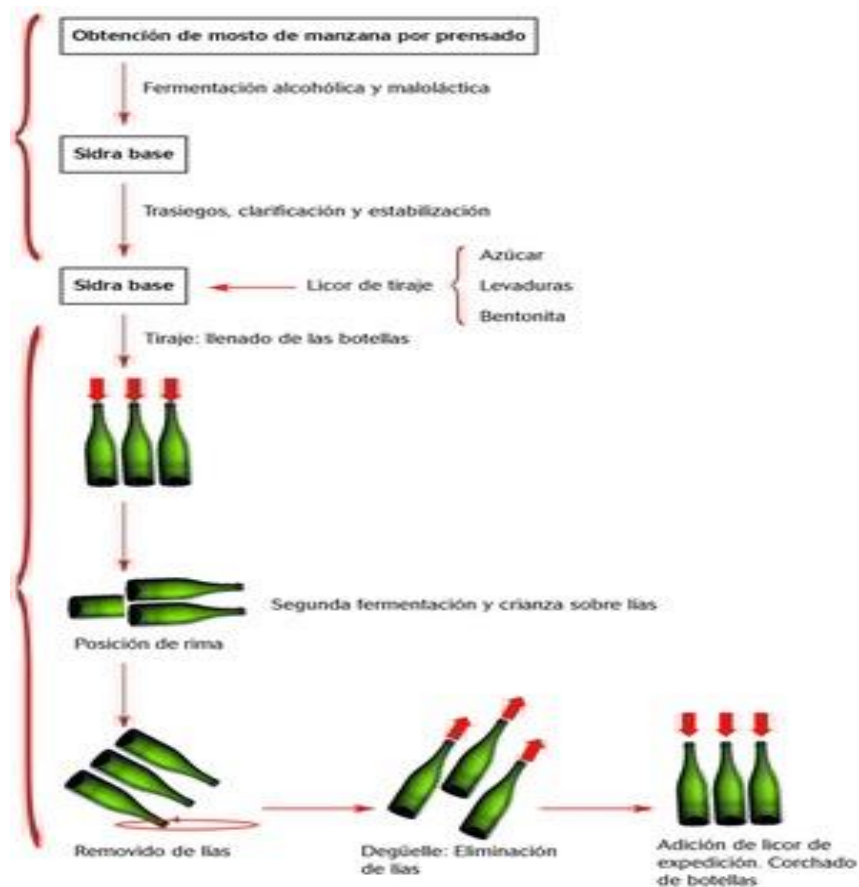 Obtención de mosto de manzana por prensado
Fermentación alcohólica y maloláctica
Sidra base
Trasiegos, clarificación y estabilización
Sidra base
Licor de tiraje
Azúcar
Levaduras
Bentonita
Tiraje: llenado de las botellas
Segunda fermentación y crianza sobre lías
Posición de rima
Removido de lías
Degüelle: Eliminación
de lías
Adición de licor de
expedición. Corchado
de botellas